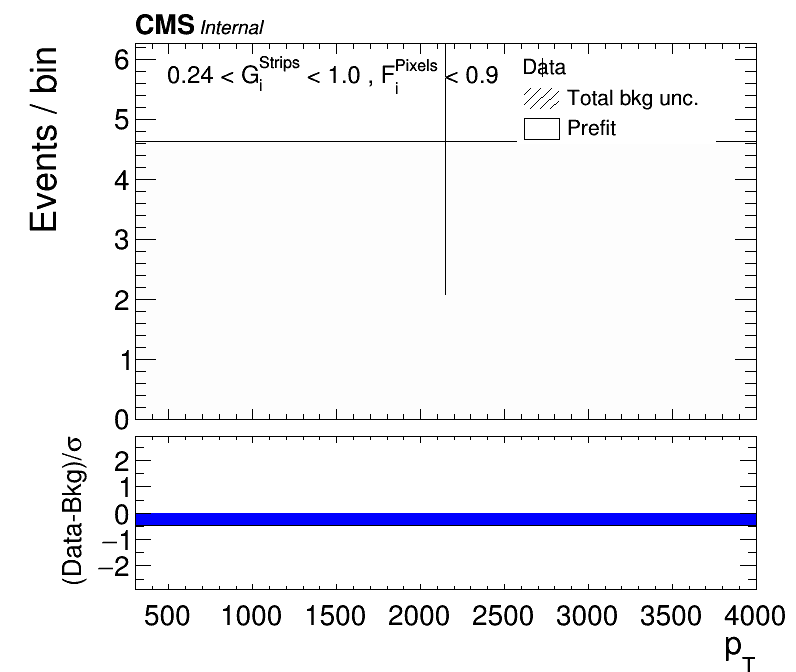 CMS Internal
0.24 < G_i^Strips < 1.0 , F_i^Pixels < 0.9
Data
Total bkg unc.
Prefit
Events / bin
6
5
4
3
2
1
0
(Data-Bkg)/σ
2
1
0
−1
−2
500 1000 1500 2000 2500 3000 3500 4000
p_T